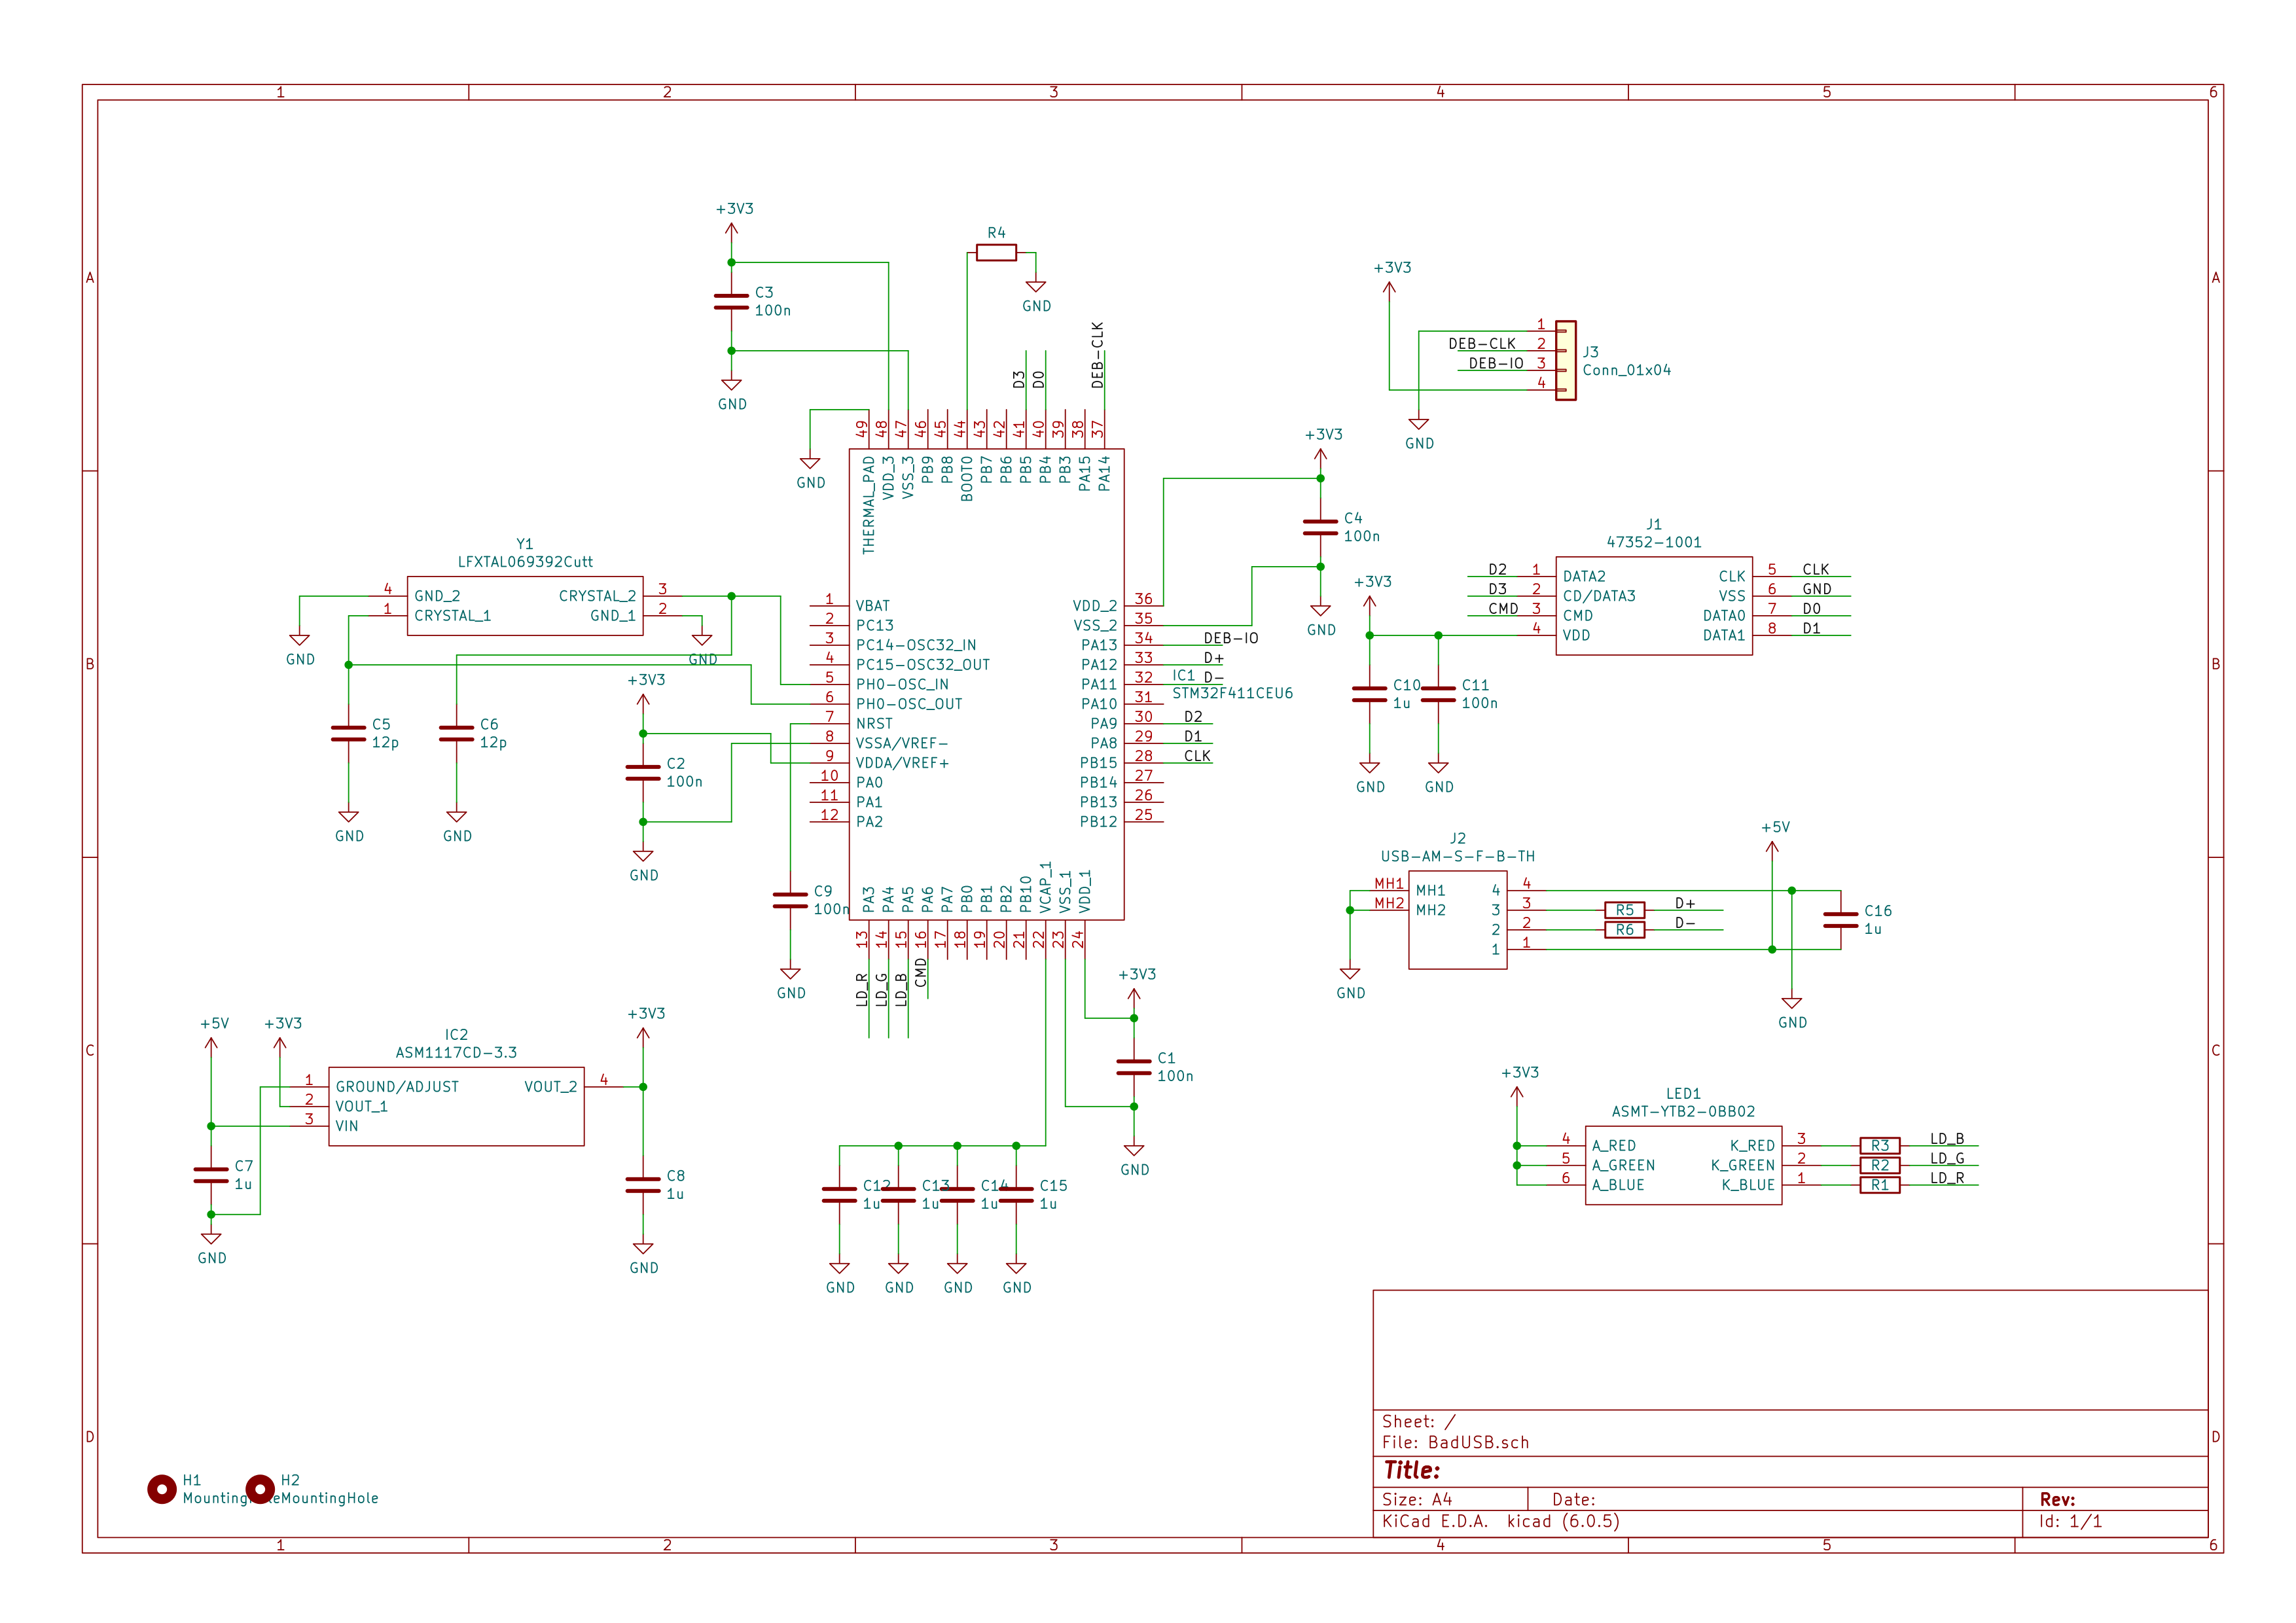 1 2 3 4 5 6
A A
B B
C C
D D
+3V3
C3
100n
GND
R4
GND
D3
D0
DEB-CLK
GND
49
48
47
46
45
44
43
42
41
40
39
38
37
THERMAL_PAD
VDD_3
VSS_3
PB9
PB8
BOOT0
PB7
PB6
PB5
PB4
PB3
PA15
PA14
+3V3
1
DEB-CLK 2
DEB-IO 3
4
J3
Conn_01x04
GND
+3V3
C4
100n
GND
Y1
LFXTAL069392Cutt
4 GND_2 CRYSTAL_2 3
1 CRYSTAL_1 GND_1 2
GND
GND
C5
12p
GND
C6
12p
GND
+3V3
C2
100n
GND
1 VBAT
2 PC13
3 PC14-OSC32_IN
4 PC15-OSC32_OUT
5 PH0-OSC_IN
6 PH0-OSC_OUT
7 NRST
8 VSSA/VREF-
9 VDDA/VREF+
10 PA0
11 PA1
12 PA2
VDD_2 36
VSS_2 35
PA13 34 DEB-IO
PA12 33 D+
PA11 32 D-
PA10 31
PA9 30 D2
PA8 29 D1
PB15 28 CLK
PB14 27
PB13 26
PB12 25
IC1
STM32F411CEU6
J1
47352-1001
D2 1 DATA2 CLK 5 CLK
D3 2 CD/DATA3 VSS 6 GND
CMD 3 CMD DATA0 7 D0
4 VDD DATA1 8 D1
+3V3
C10
1u
C11
100n
GND
GND
C9
100n
GND
PA3
PA4
PA5
PA6
PA7
PB0
PB1
PB2
PB10
VCAP_1
VSS_1
VDD_1
13
14
15
16
17
18
19
20
21
22
23
24
LD_R
LD_G
LD_B
CMD
+3V3
C1
100n
GND
J2
USB-AM-S-F-B-TH
MH1 MH1 4 4
MH2 MH2 3 3 R5 D+
2 2 R6 D-
1 1
GND
+5V
C16
1u
GND
+5V
+3V3
IC2
ASM1117CD-3.3
1 GROUND/ADJUST VOUT_2 4
2 VOUT_1
3 VIN
C7
1u
GND
+3V3
C8
1u
GND
C12
1u
C13
1u
C14
1u
C15
1u
GND
GND
GND
GND
+3V3
LED1
ASMT-YTB2-0BB02
4 A_RED K_RED 3 R3 LD_B
5 A_GREEN K_GREEN 2 R2 LD_G
6 A_BLUE K_BLUE 1 R1 LD_R
H1
H2
MountingHole
Sheet: /
File: BadUSB.sch
Title:
Size: A4 Date: Rev:
KiCad E.D.A. kicad (6.0.5) Id: 1/1
1 2 3 4 5 6